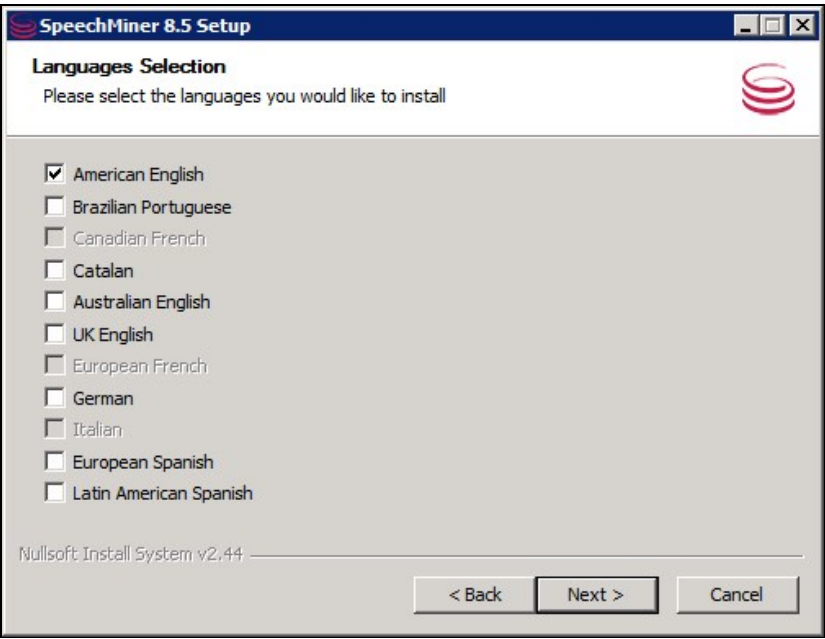 SpeechMiner 8.5 Setup
Languages Selection
Please select the languages you would like to install
American English
Brazilian Portuguese
Canadian French
Catalan
Australian English
UK English
European French
German
Italian
European Spanish
Latin American Spanish
Nullsoft Install System v2.44
< Back Next > Cancel